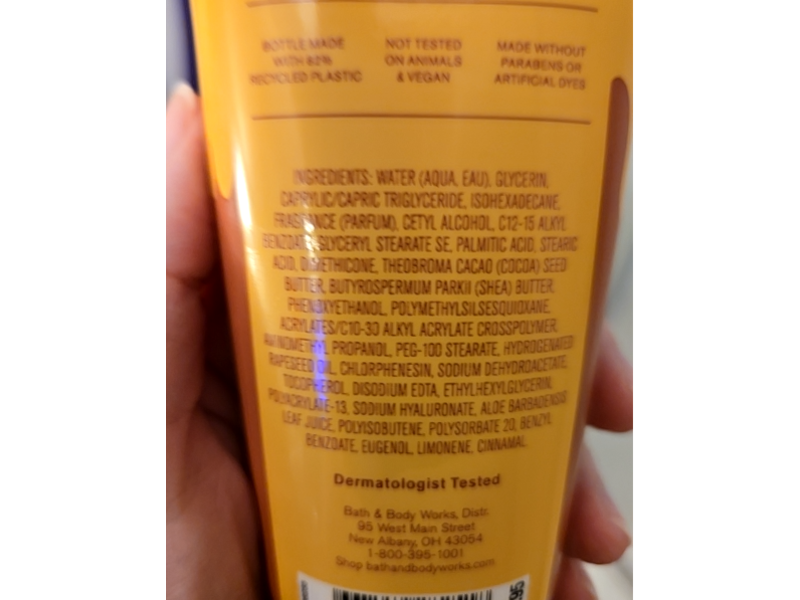 BOTTLE MADE
WITH 82%
RECYCLED PLASTIC
NOT TESTED
ON ANIMALS
& VEGAN
MADE WITHOUT
PARABENS OR
ARTIFICIAL DYES
INGREDIENTS: WATER (AQUA, EAU), GLYCERIN,
CAPRYLIC/CAPRIC TRIGLYCERIDE, ISOHEXADECANE,
FRAGRANCE (PARFUM), CETYL ALCOHOL, C12-15 ALKYL
BENZOATE, GLYCERYL STEARATE SE, PALMITIC ACID, STEARIC
ACID, DIMETHICONE, THEOBROMA CACAO (COCOA) SEED
BUTTER, BUTYROSPERMUM PARKII (SHEA) BUTTER,
PHENOXYETHANOL, POLYMETHYLSILSESQUIOXANE,
ACRYLATES/C10-30 ALKYL ACRYLATE CROSSPOLYMER,
AMINOMETHYL PROPANOL, PEG-100 STEARATE, HYDROGENATED
RAPESEED OIL, CHLORPHENESIN, SODIUM DEHYDROACETATE,
TOCOPHEROL, DISODIUM EDTA, ETHYLHEXYLGLYCERIN,
POLYACRYLATE-13, SODIUM HYALURONATE, ALOE BARBADENSIS
LEAF JUICE, POLYISOBUTENE, POLYSORBATE 20, BENZYL
BENZOATE, EUGENOL, LIMONENE, CINNAMAL
Dermatologist Tested
Bath & Body Works, Distr.
95 West Main Street
New Albany, OH 43054
1-800-395-1001
Shop bathandbodyworks.com